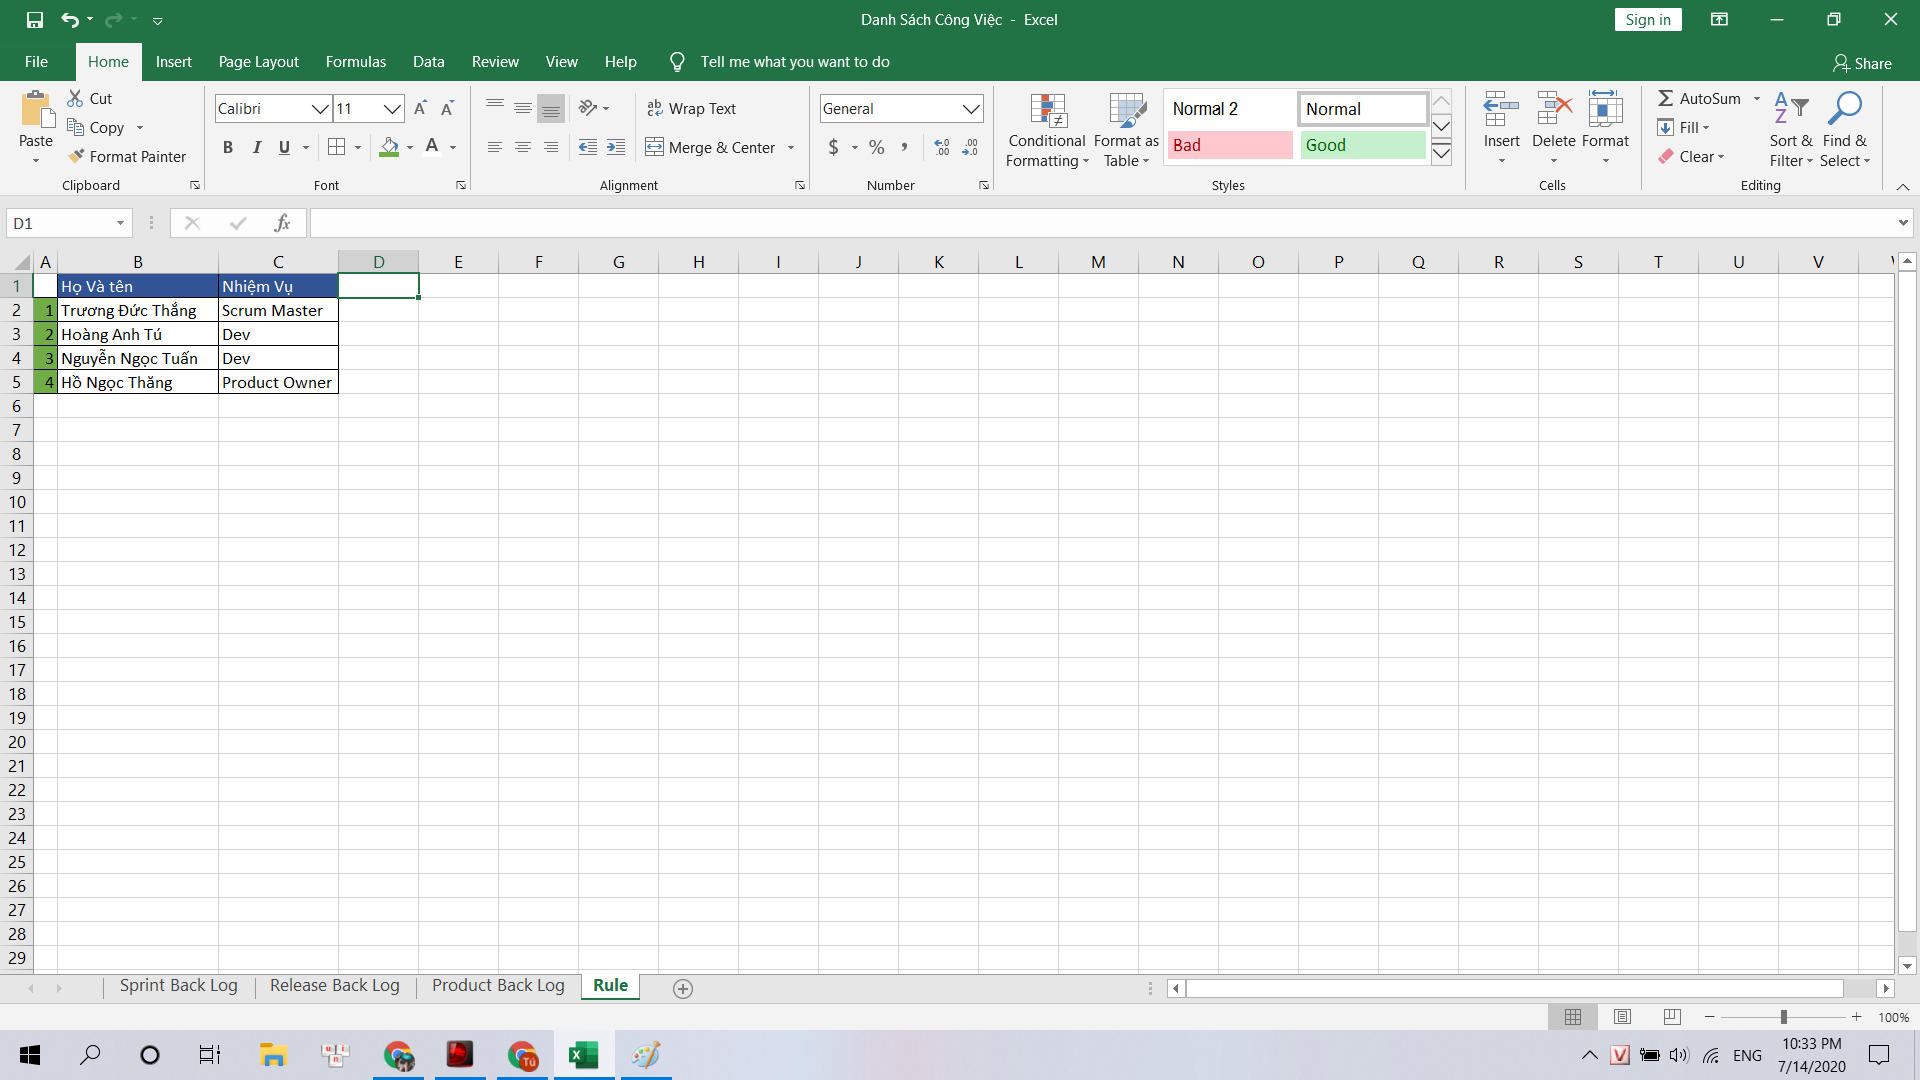 Danh Sách Công Việc - Excel
Sign in
File Home Insert Page Layout Formulas Data Review View Help Tell me what you want to do Share
Paste
Cut
Copy
Format Painter
Clipboard
Calibri 11
B I U
Font
Wrap Text
Merge & Center
Alignment
General
$ % ,
Number
Conditional Formatting
Format as Table
Normal 2 Normal
Bad Good
Styles
Insert Delete Format
Cells
AutoSum
Fill
Clear
Sort & Filter
Find & Select
Editing
D1 fx
A B C D E F G H I J K L M N O P Q R S T U V
1 Họ Và tên Nhiệm Vụ
2 1 Trương Đức Thắng Scrum Master
3 2 Hoàng Anh Tú Dev
4 3 Nguyễn Ngọc Tuấn Dev
5 4 Hồ Ngọc Thăng Product Owner
6
7
8
9
10
11
12
13
14
15
16
17
18
19
20
21
22
23
24
25
26
27
28
29
Sprint Back Log Release Back Log Product Back Log Rule
100%
ENG
10:33 PM
7/14/2020